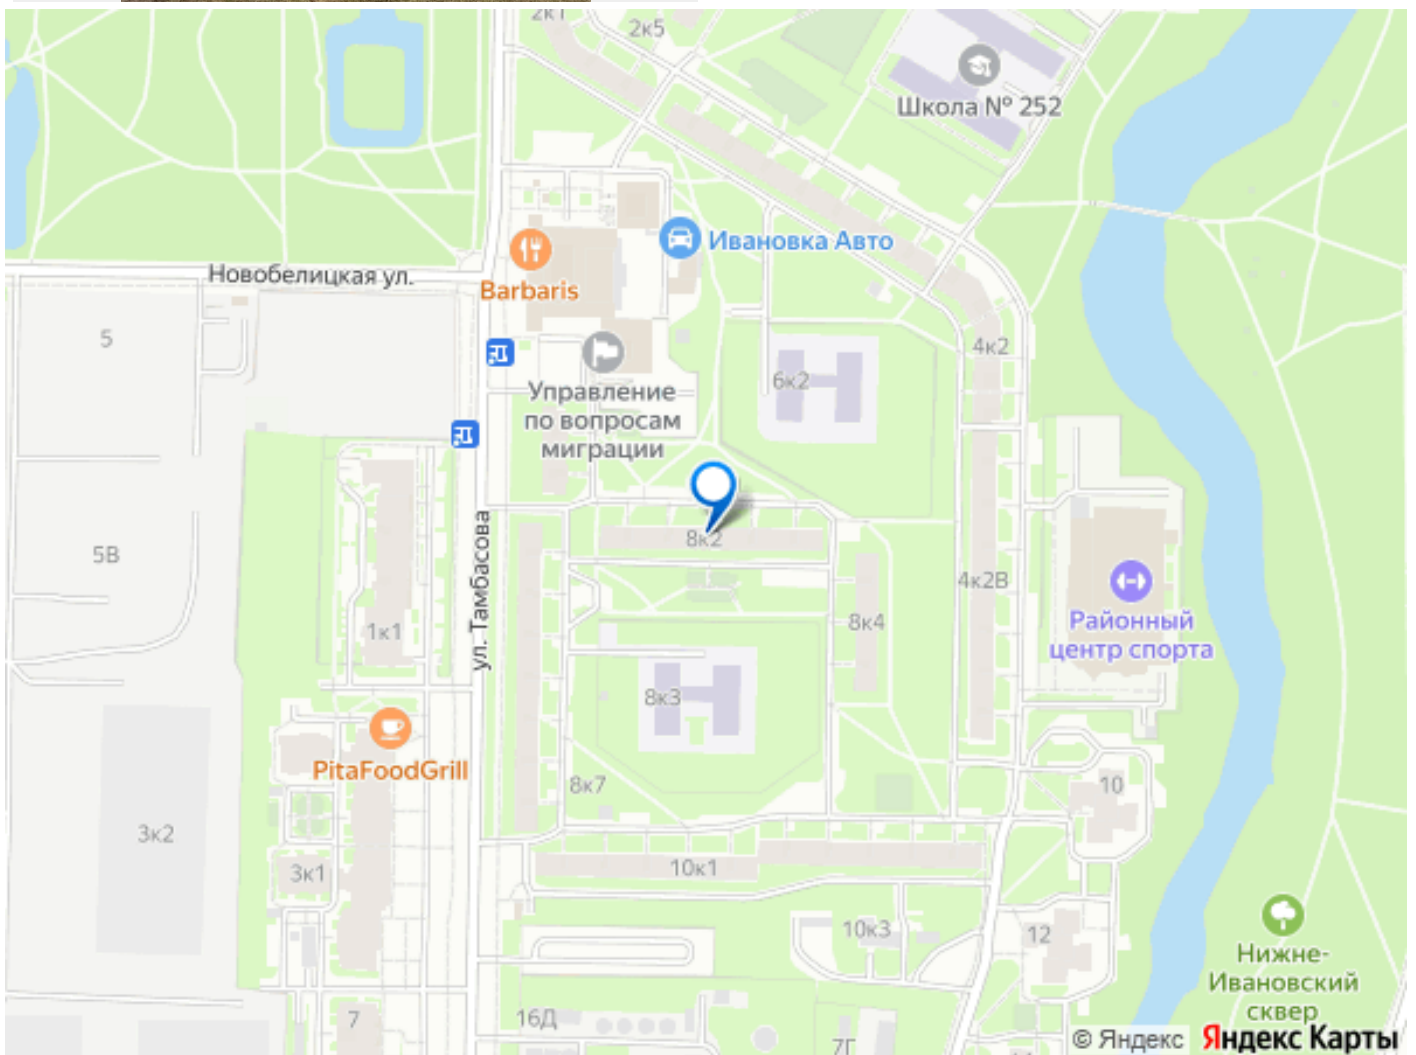 2к1
2к5
Школа № 252
Ивановка Авто
Новобелицкая ул.
Barbaris
5
4к2
6к2
Управление
по вопросам
миграции
ул. Тамбасова
8к2
5В
4к2В
1к1
8к4
Районный
центр спорта
8к3
PitaFoodGrill
8к7
10
3к2
3к1
10к1
10к3
12
Нижне-
Ивановский
сквер
7
16Д
7Г
© Яндекс Яндекс Карты